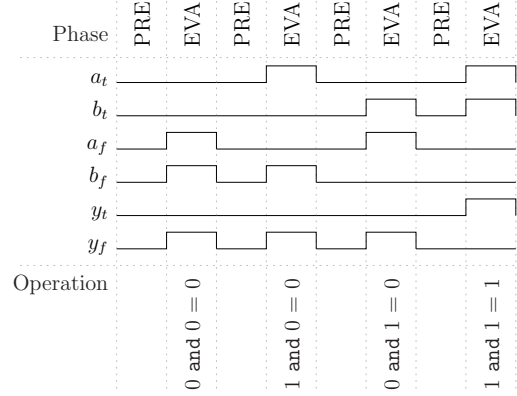 Phase PRE EVA PRE EVA PRE EVA PRE EVA
a_t
b_t
a_f
b_f
y_t
y_f
Operation 0 and 0 = 0 1 and 0 = 0 0 and 1 = 0 1 and 1 = 1